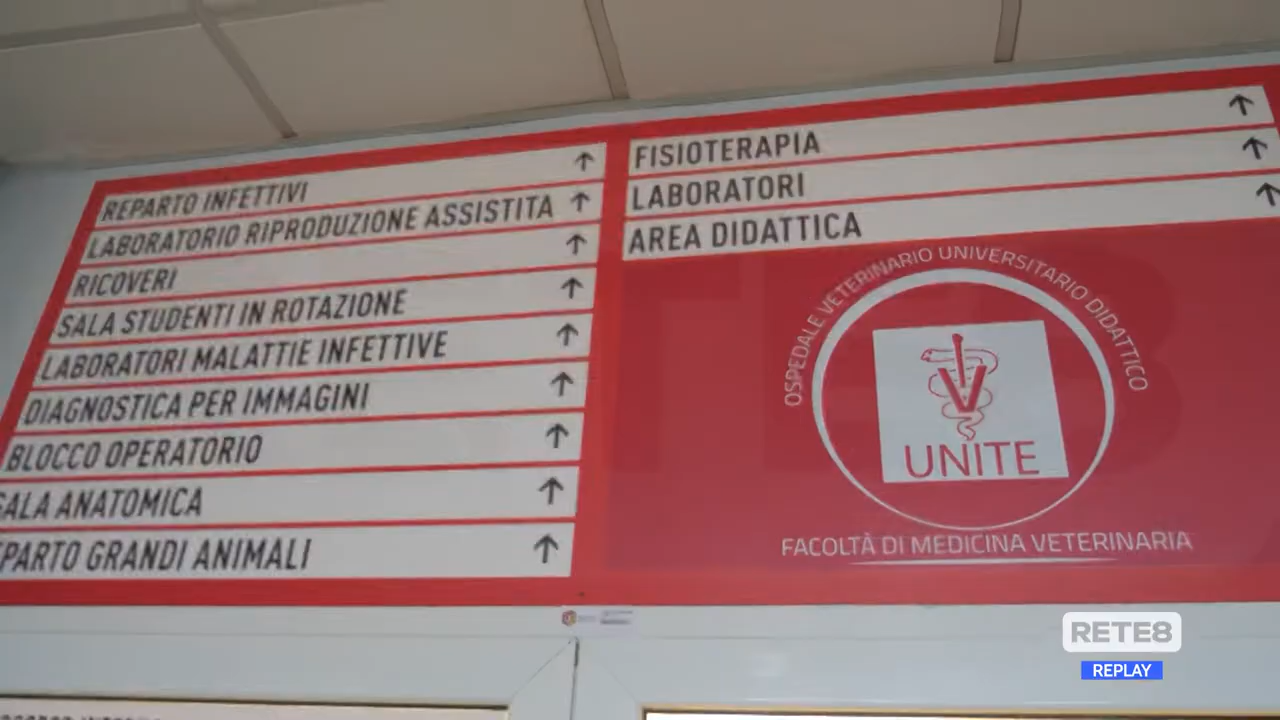 REPARTO INFETTIVI
LABORATORIO RIPRODUZIONE ASSISTITA
RICOVERI
SALA STUDENTI IN ROTAZIONE
LABORATORI MALATTIE INFETTIVE
DIAGNOSTICA PER IMMAGINI
BLOCCO OPERATORIO
SALA ANATOMICA
PARTO GRANDI ANIMALI
FISIOTERAPIA
LABORATORI
AREA DIDATTICA
OSPEDALE VETERINARIO UNIVERSITARIO DIDATTICO
V
UNITE
FACOLTÀ DI MEDICINA VETERINARIA
RETE8
REPLAY